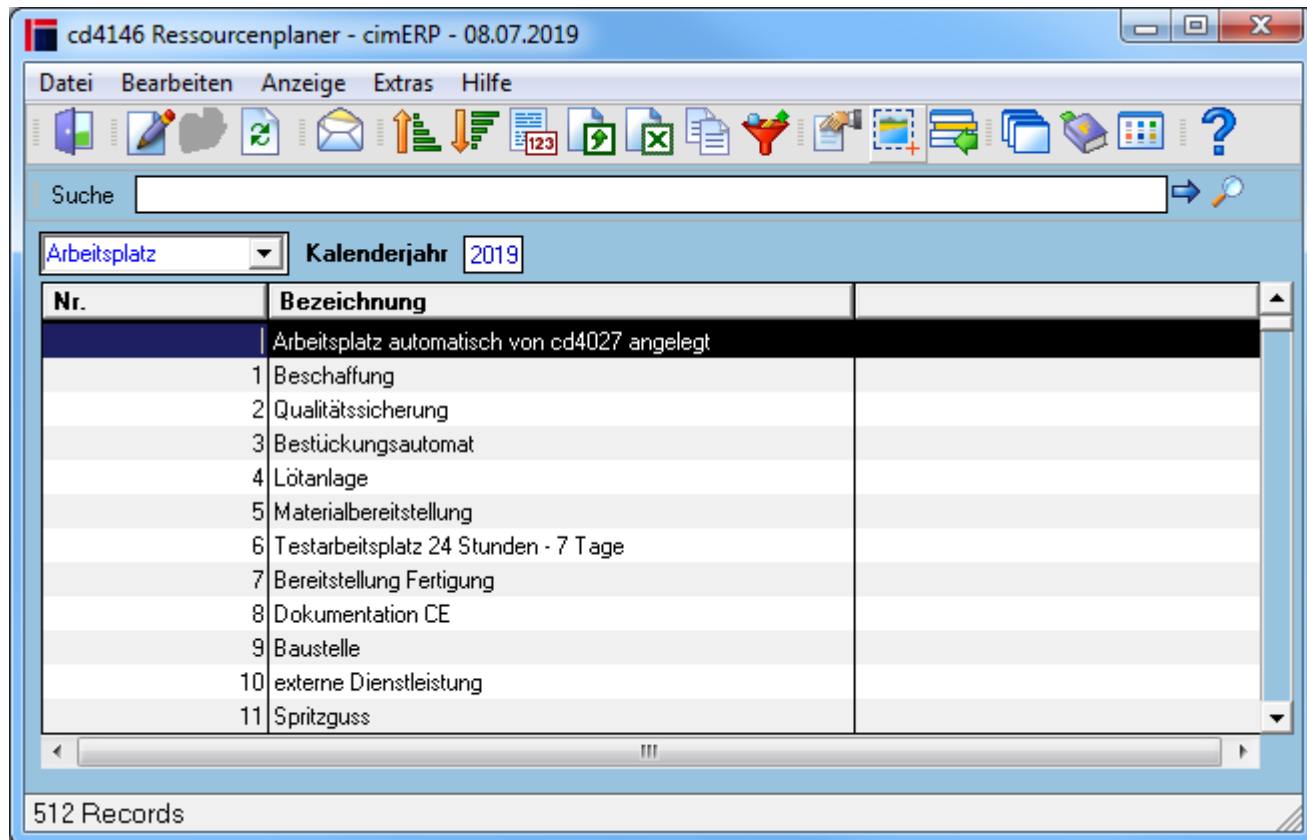 cd4146 Ressourcenplaner - cimERP - 08.07.2019
Datei Bearbeiten Anzeige Extras Hilfe
123
Suche
Arbeitsplatz Kalenderjahr 2019
Nr. Bezeichnung
Arbeitsplatz automatisch von cd4027 angelegt
1 Beschaffung
2 Qualitätssicherung
3 Bestückungsautomat
4 Lötanlage
5 Materialbereitstellung
6 Testarbeitsplatz 24 Stunden - 7 Tage
7 Bereitstellung Fertigung
8 Dokumentation CE
9 Baustelle
10 externe Dienstleistung
11 Spritzguss
512 Records